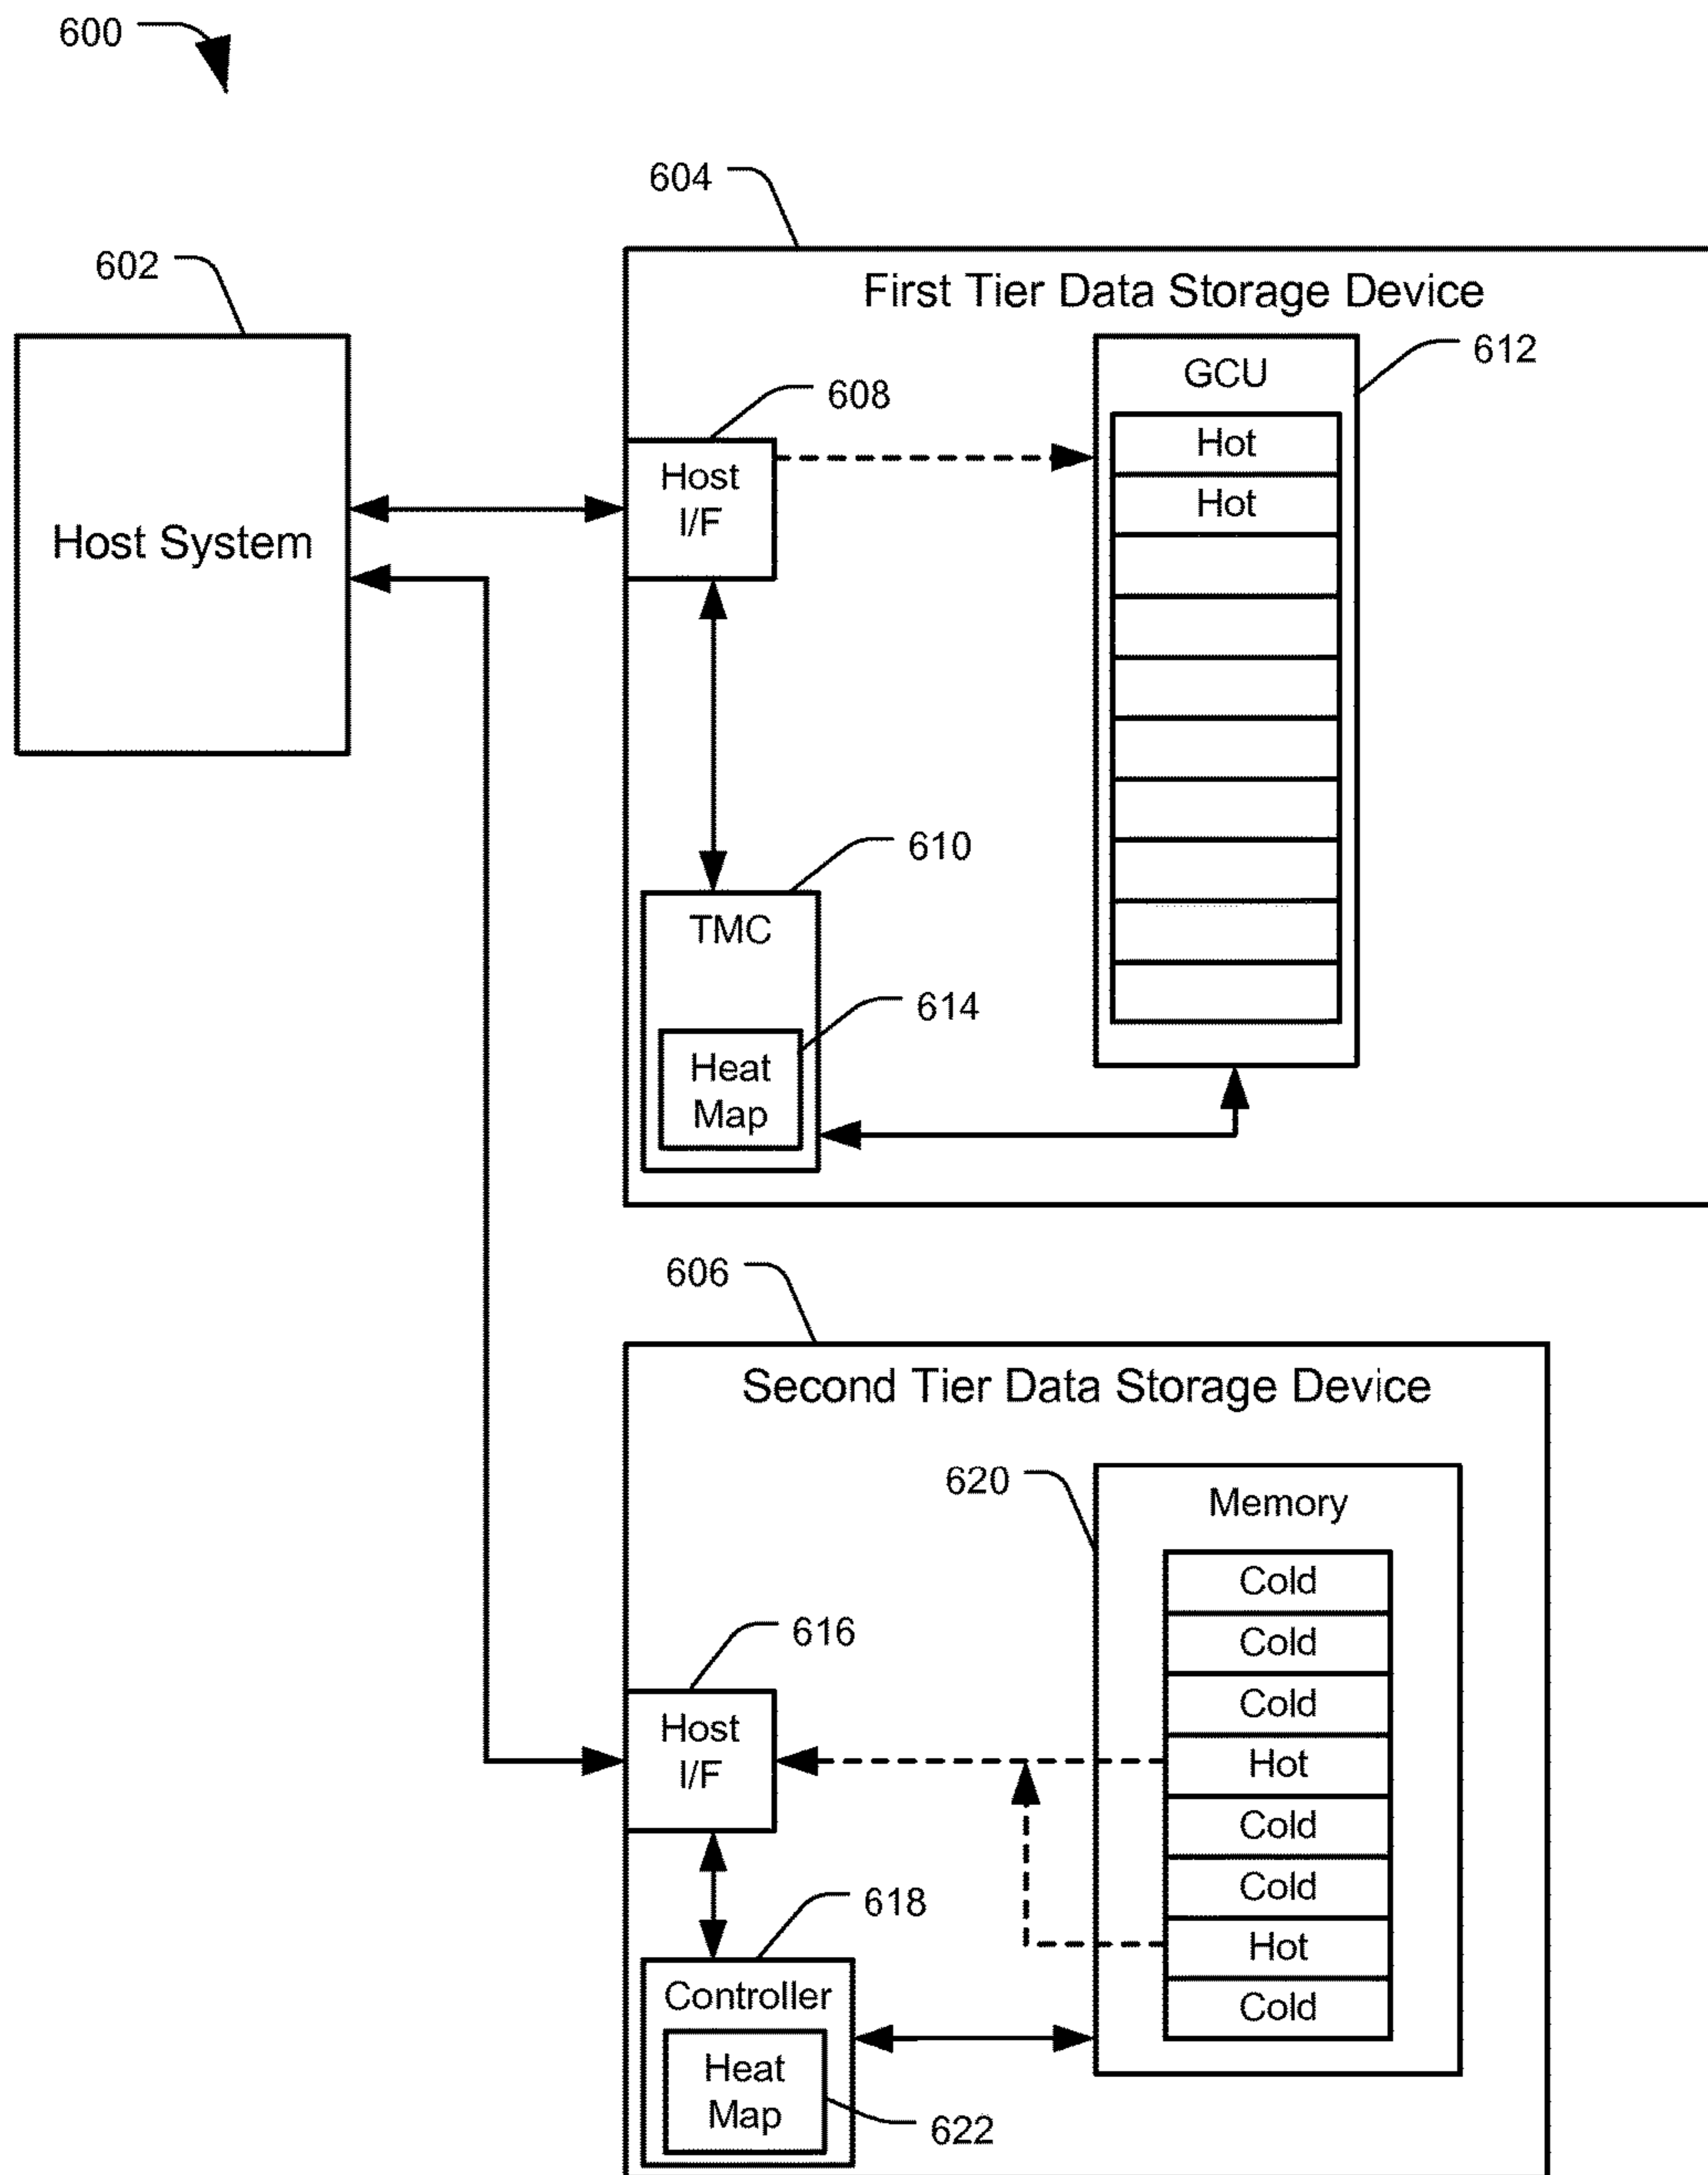 600
604
602
First Tier Data Storage Device
612
GCU
608
Hot
Host
I/F
Hot
Host System
610
TMC
614
Heat
Map
606
Second Tier Data Storage Device
620
Memory
Cold
616
Cold
Cold
Host
I/F
Hot
Cold
Cold
618
Hot
Controller
Cold
Heat
Map
622